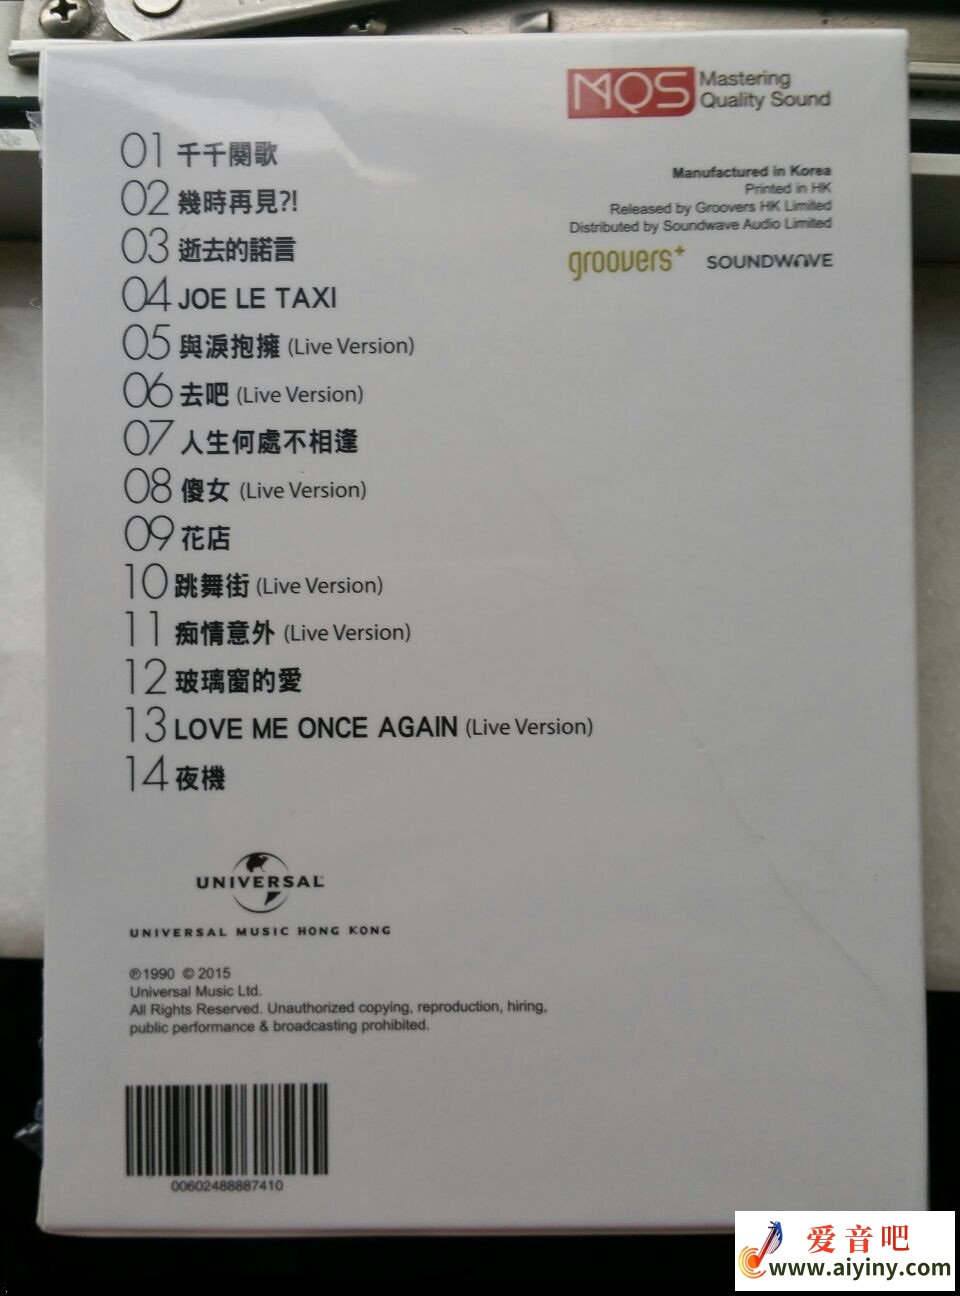 MQS Mastering
Quality Sound
01 千千闋歌
02 幾時再見?!
03 逝去的諾言
04 JOE LE TAXI
05 與淚抱擁 (Live Version)
06 去吧 (Live Version)
07 人生何處不相逢
08 傻女 (Live Version)
09 花店
10 跳舞街 (Live Version)
11 痴情意外 (Live Version)
12 玻璃窗的愛
13 LOVE ME ONCE AGAIN (Live Version)
14 夜機
Manufactured in Korea
Printed in HK
Released by Groovers HK Limited
Distributed by Soundwave Audio Limited
groovers+ SOUNDWAVE
UNIVERSAL
UNIVERSAL MUSIC HONG KONG
℗1990 © 2015
Universal Music Ltd.
All Rights Reserved. Unauthorized copying, reproduction, hiring,
public performance & broadcasting prohibited.
00602488887410
爱音吧
www.aiyiny.com